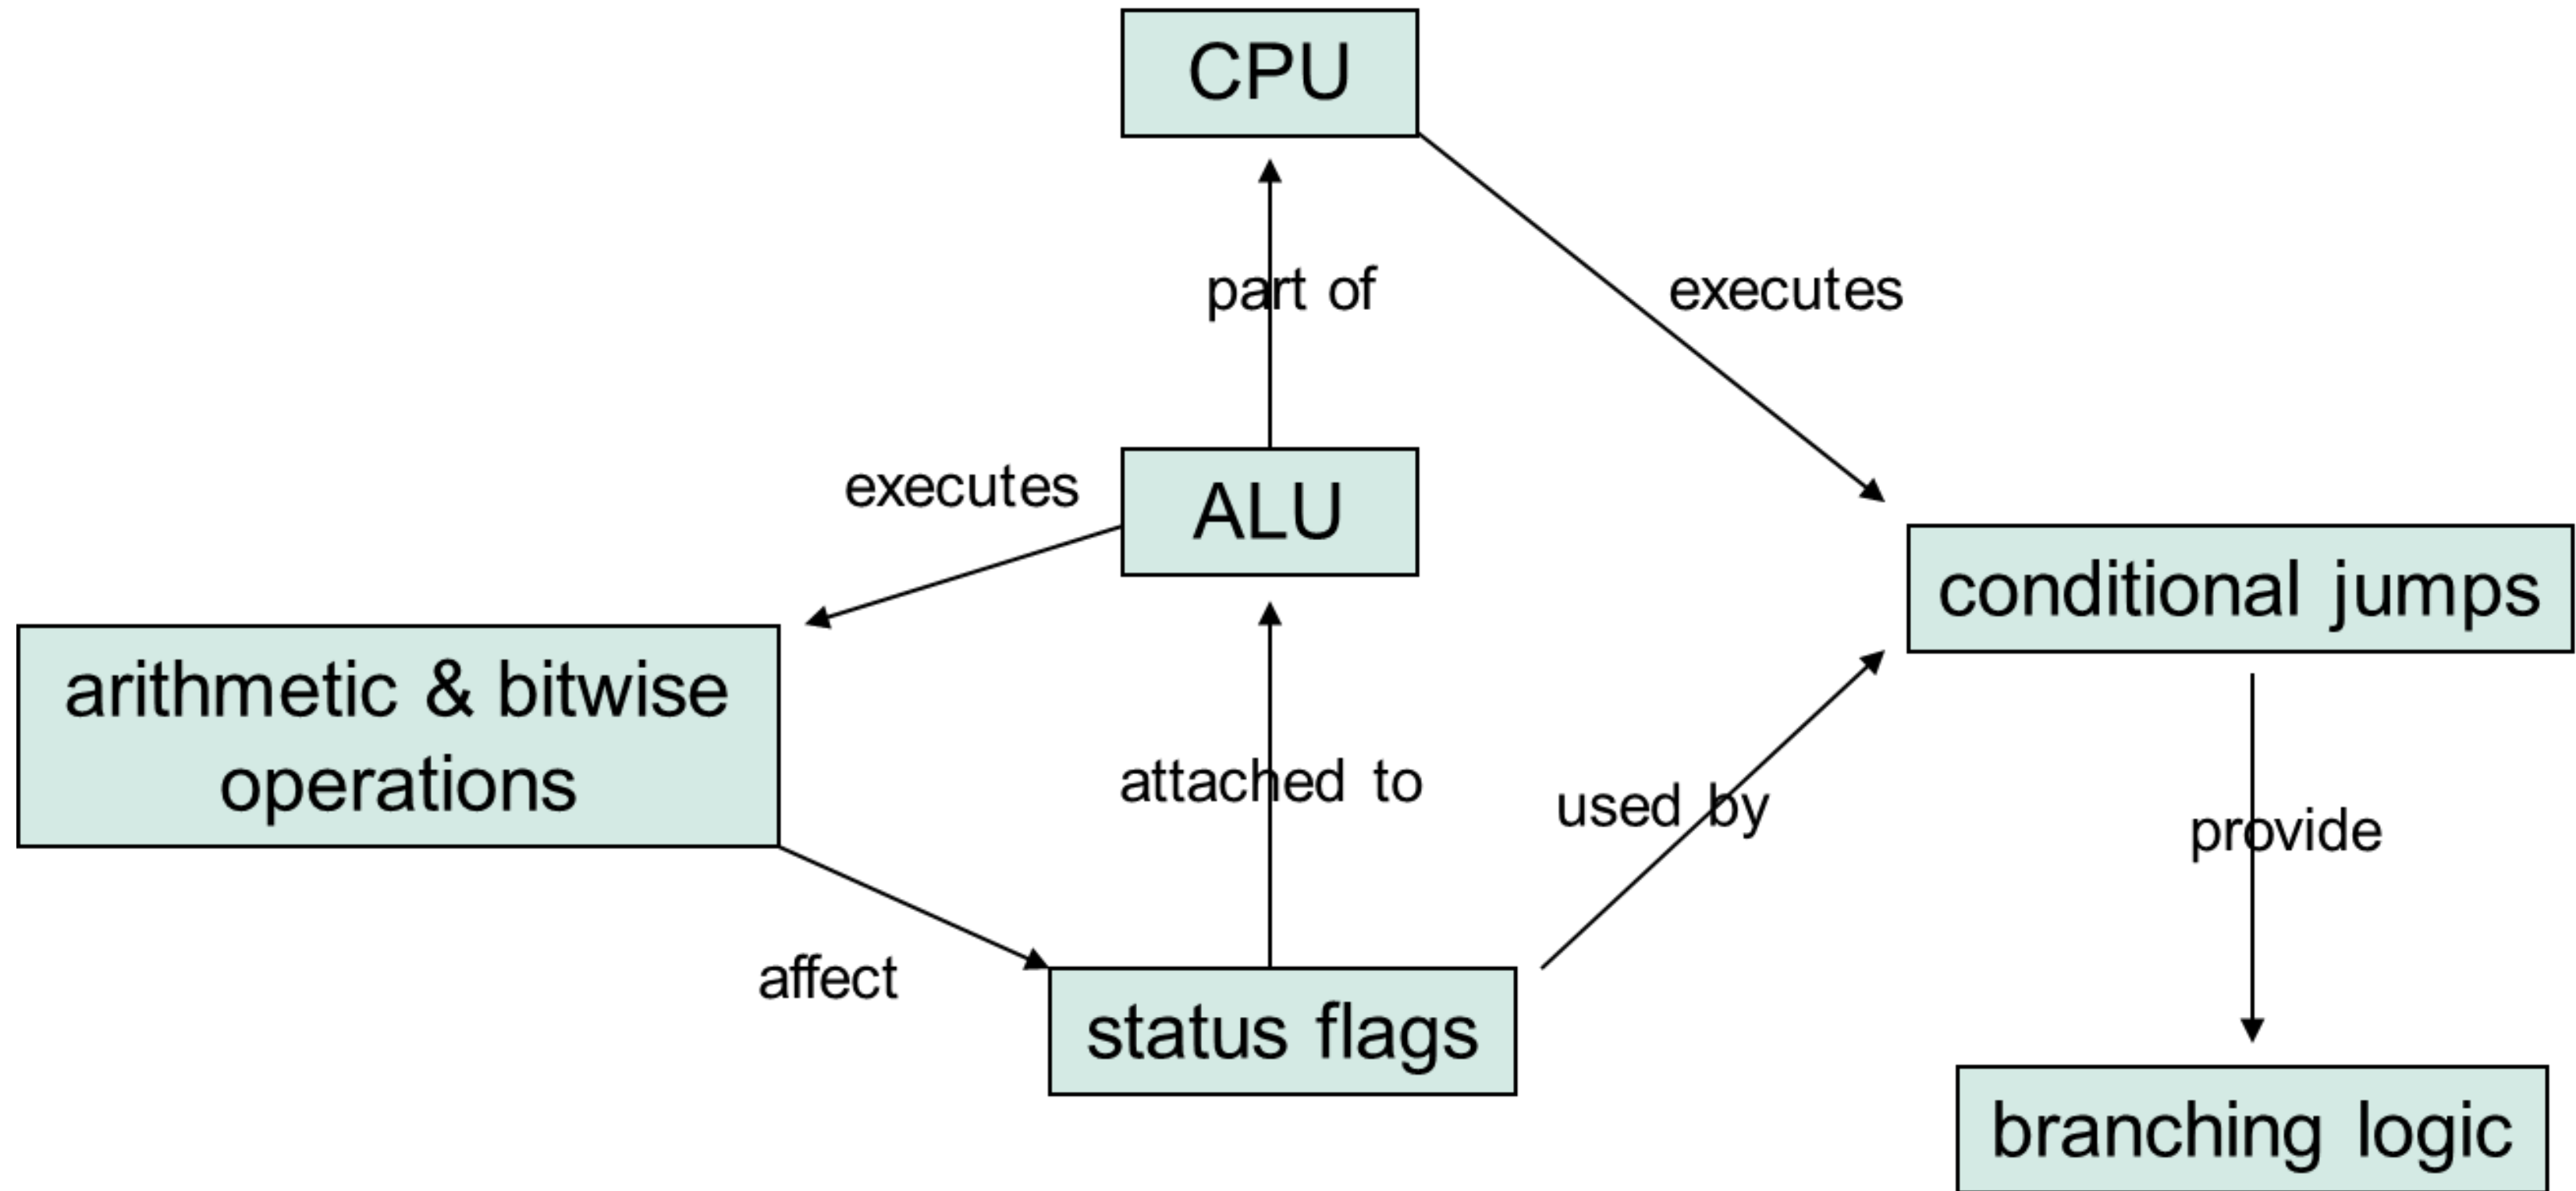 CPU
part of
executes
executes
ALU
conditional jumps
arithmetic & bitwise
operations
attached to
used by
provide
affect
status flags
branching logic